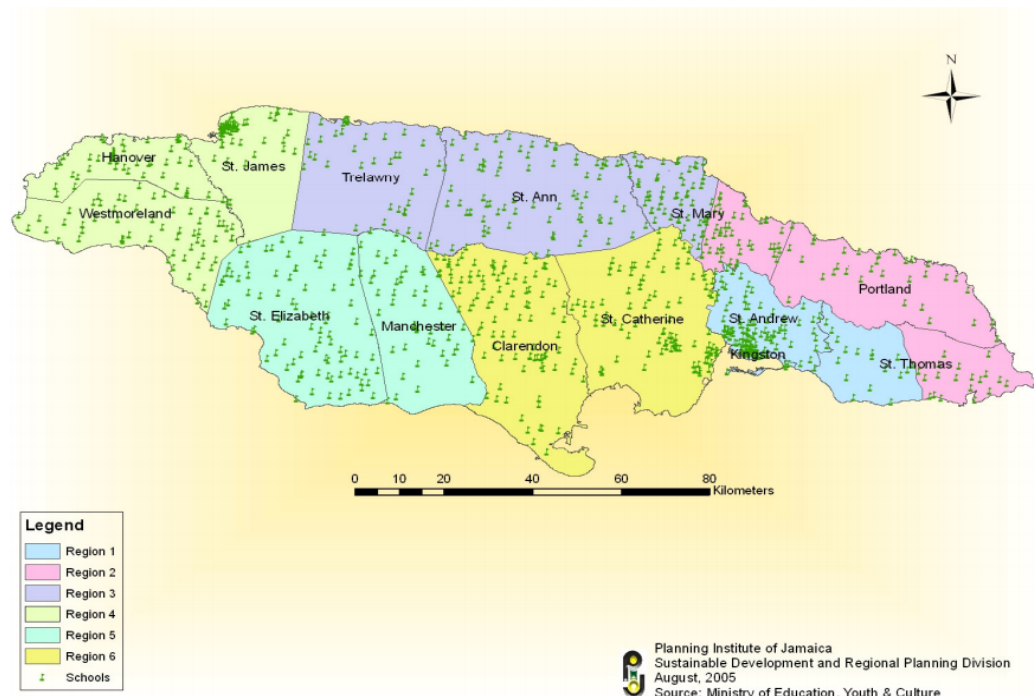 N
Hanover
St. James
Trelawny
St. Ann
St. Mary
Westmoreland
Portland
St. Elizabeth
Manchester
Clarendon
St. Catherine
St. Andrew
Kingston
St. Thomas
0 10 20 40 60 80
Kilometers
Legend
Region 1
Region 2
Region 3
Region 4
Region 5
Region 6
Schools
Planning Institute of Jamaica
Sustainable Development and Regional Planning Division
August, 2005
Source: Ministry of Education, Youth & Culture